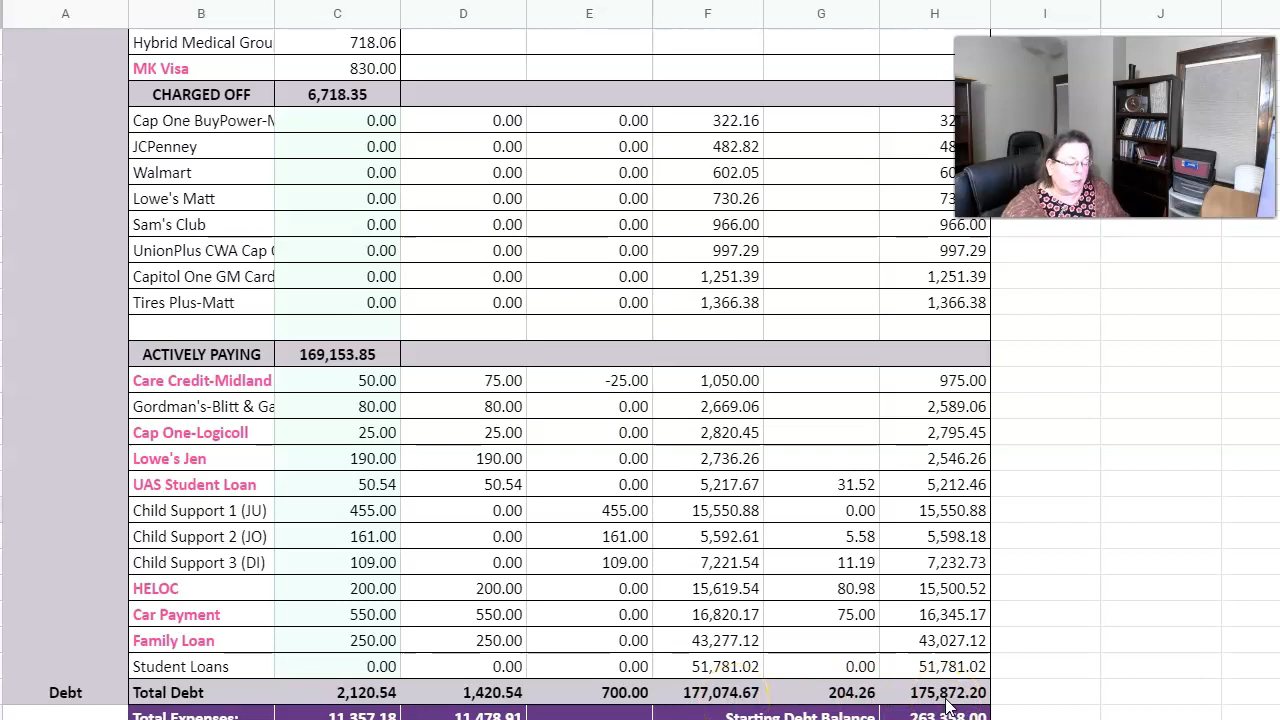 A B C D E F G H I J
Hybrid Medical Grou 718.06
MK Visa 830.00
CHARGED OFF 6,718.35
Cap One BuyPower-M 0.00 0.00 0.00 322.16
JCPenney 0.00 0.00 0.00 482.82
Walmart 0.00 0.00 0.00 602.05
Lowe's Matt 0.00 0.00 0.00 730.26
Sam's Club 0.00 0.00 0.00 966.00 966.00
UnionPlus CWA Cap 0.00 0.00 0.00 997.29 997.29
Capitol One GM Card 0.00 0.00 0.00 1,251.39 1,251.39
Tires Plus-Matt 0.00 0.00 0.00 1,366.38 1,366.38
ACTIVELY PAYING 169,153.85
Care Credit-Midland 50.00 75.00 -25.00 1,050.00 975.00
Gordman's-Blitt & Ga 80.00 80.00 0.00 2,669.06 2,589.06
Cap One-Logicoll 25.00 25.00 0.00 2,820.45 2,795.45
Lowe's Jen 190.00 190.00 0.00 2,736.26 2,546.26
UAS Student Loan 50.54 50.54 0.00 5,217.67 31.52 5,212.46
Child Support 1 (JU) 455.00 0.00 455.00 15,550.88 0.00 15,550.88
Child Support 2 (JO) 161.00 0.00 161.00 5,592.61 5.58 5,598.18
Child Support 3 (DI) 109.00 0.00 109.00 7,221.54 11.19 7,232.73
HELOC 200.00 200.00 0.00 15,619.54 80.98 15,500.52
Car Payment 550.00 550.00 0.00 16,820.17 75.00 16,345.17
Family Loan 250.00 250.00 0.00 43,277.12 43,027.12
Student Loans 0.00 0.00 51,781.02 0.00 51,781.02
Debt Total Debt 2,120.54 1,420.54 700.00 177,074.67 204.26 175,872.20
Total Expenses: 11,357.18 11,478.91 Starting Debt Balance